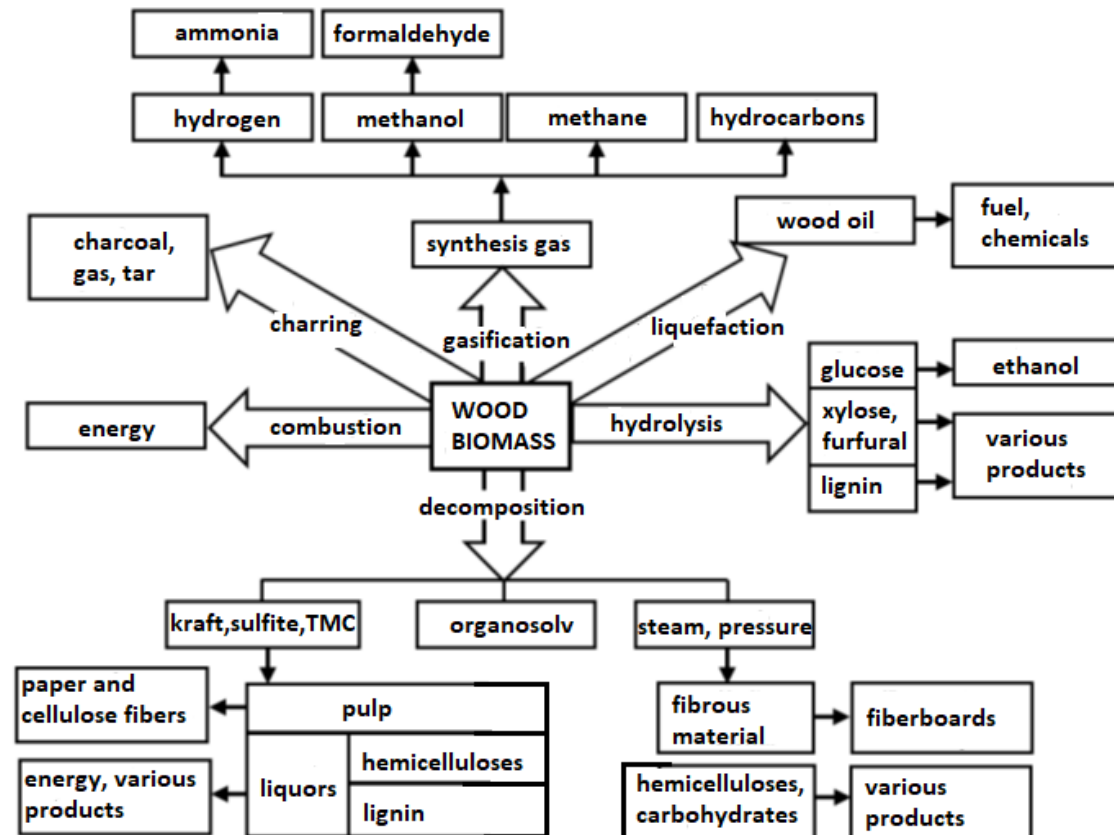 ammonia
formaldehyde
hydrogen
methanol
methane
hydrocarbons
charcoal,
gas, tar
synthesis gas
wood oil
fuel,
chemicals
charring
gasification
liquefaction
energy
combustion
WOOD
BIOMASS
hydrolysis
glucose
ethanol
xylose,
furfural
various
products
lignin
decomposition
kraft,sulfite,TMC
organosolv
steam, pressure
paper and
cellulose fibers
pulp
energy, various
products
liquors
hemicelluloses
lignin
fibrous
material
fiberboards
hemicelluloses,
carbohydrates
various
products